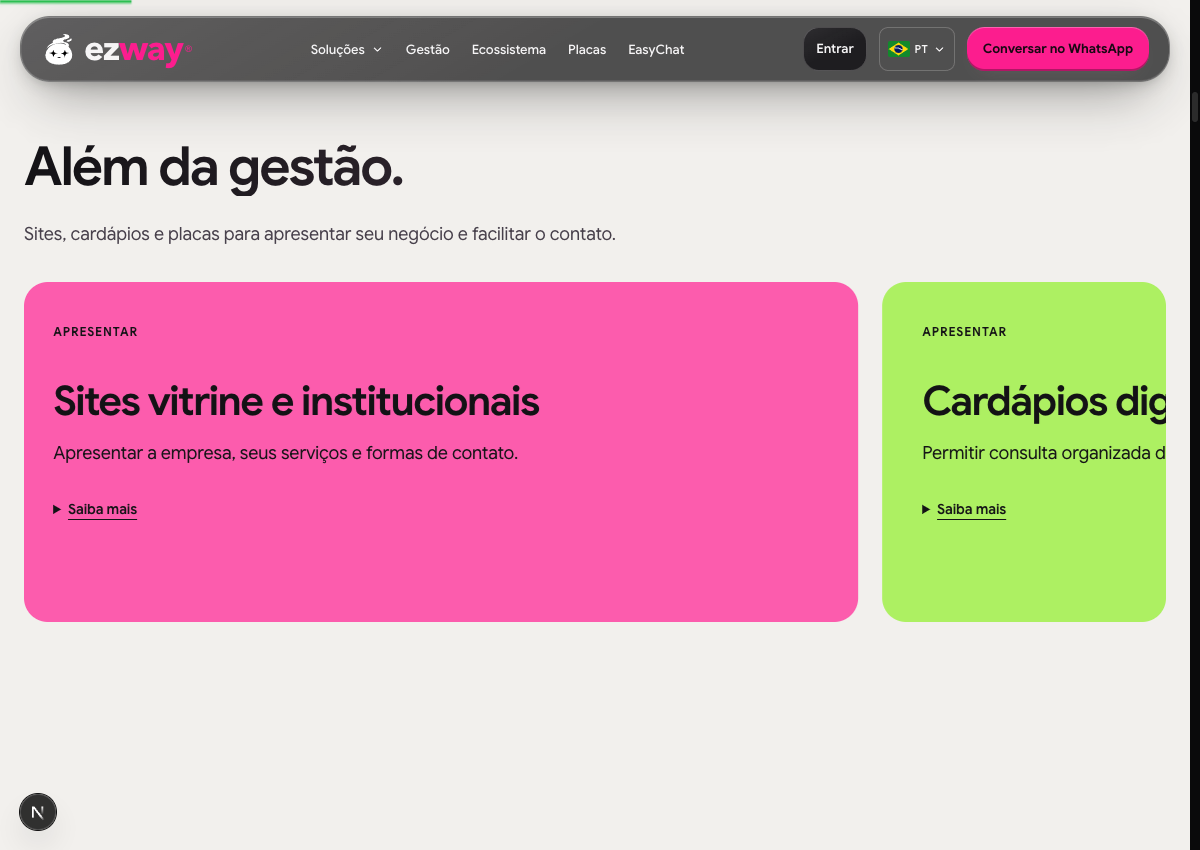 ezway
Soluções
Gestão
Ecossistema
Placas
EasyChat
Entrar
PT
Conversar no WhatsApp
Além da gestão.
Sites, cardápios e placas para apresentar seu negócio e facilitar o contato.
APRESENTAR
Sites vitrine e institucionais
Apresentar a empresa, seus serviços e formas de contato.
Saiba mais
APRESENTAR
Cardápios dig
Permitir consulta organizada d
Saiba mais
N